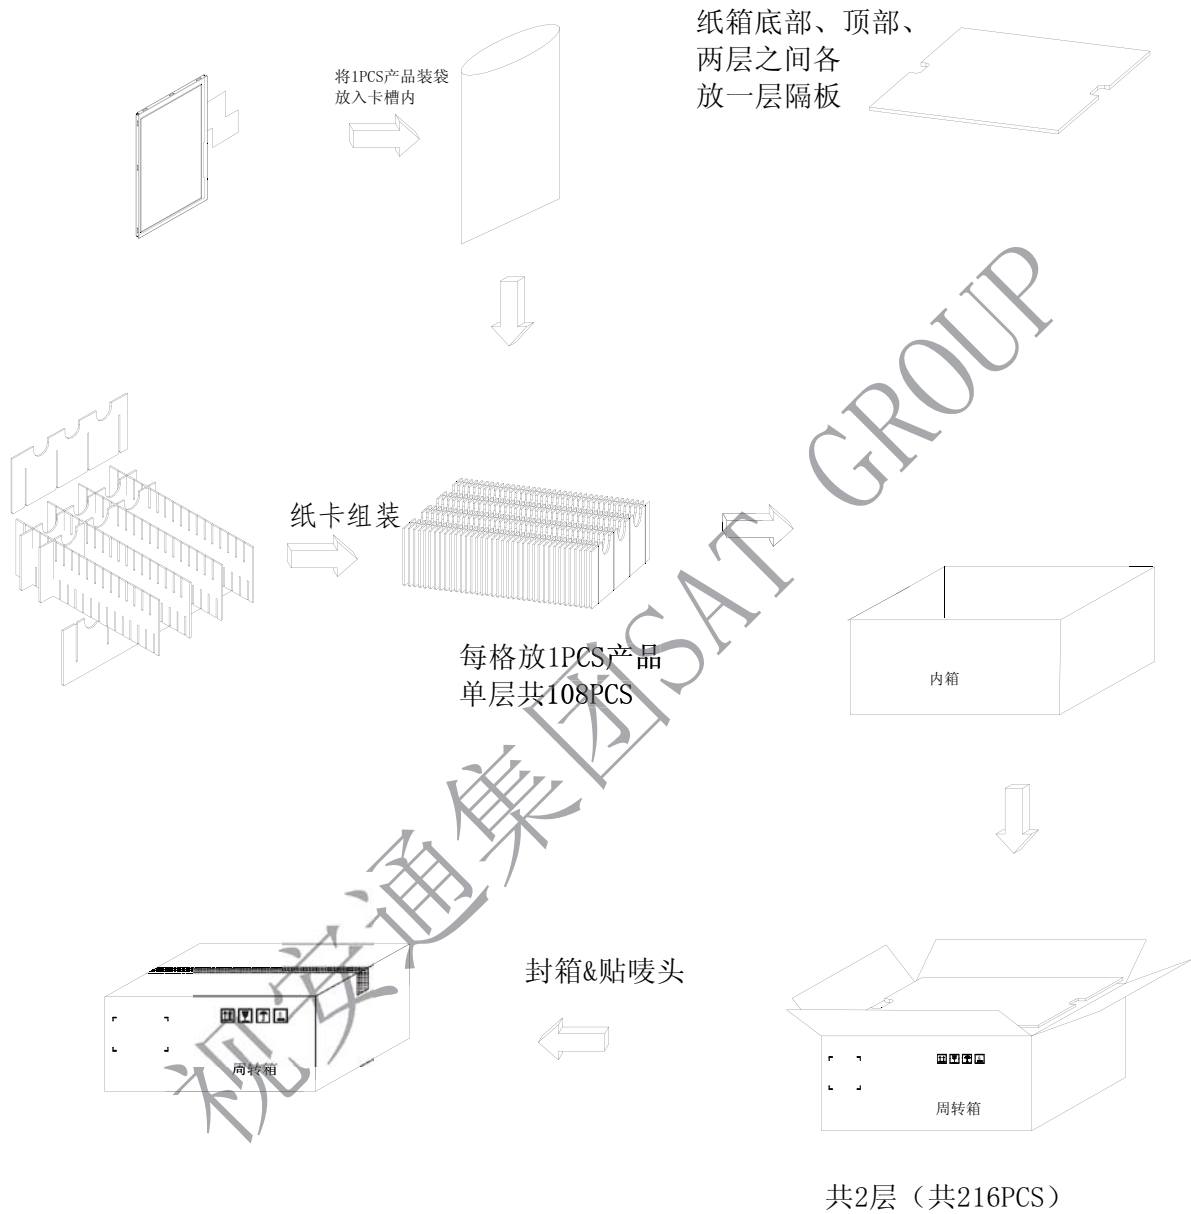 纸箱底部、顶部、
两层之间各
放一层隔板
将1PCS产品装袋
放入卡槽内
纸卡组装
每格放1PCS产品
单层共108PCS
内箱
封箱&贴唛头
周转箱
周转箱
共2层（共216PCS）
视安通集团SAT GROUP